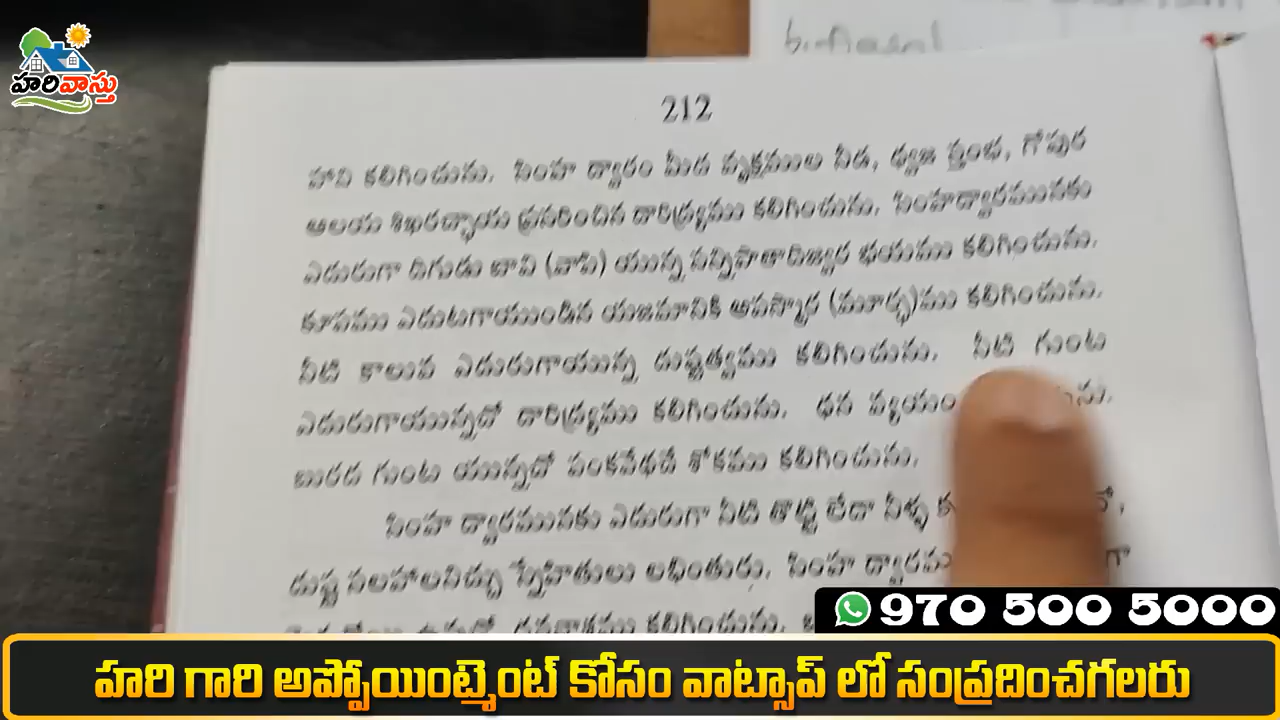 హరివాస్తు
212
హాని కలిగించును. సింహ ద్వారం మీద వృక్షముల నీడ, ధ్వజ స్తంభ, గోపుర
ఆలయ శిఖరచ్ఛాయ ప్రసరించిన దారిద్ర్యము కలిగించును. సింహద్వారమునకు
ఎదురుగా దిగుడు బావి (వాపి) యున్న సన్నిపాతాదిజ్వర భయము కలిగించును.
కూపము ఎదుటగాయుండిన యజమానికి అపస్మార (మూర్ఛ)ము కలిగించును.
నీటి కాలువ ఎదురుగాయున్న దుష్టత్వము కలిగించును. నీటి గుంట
ఎదురుగాయున్నచో దారిద్ర్యము కలిగించును. ధన వ్యయం
బురద గుంట యున్నచో పంకవేధచే శోకము కలిగించును.
సింహ ద్వారమునకు ఎదురుగా నీటి తొట్టి లేదా నీళ్ళ
దుష్ట సలహాలనిచ్చు స్నేహితులు లభింతురు. సింహ
కలిగించును.
970 500 5000
హరి గారి అప్పోయింట్మెంట్ కోసం వాట్సాప్ లో సంప్రదించగలరు